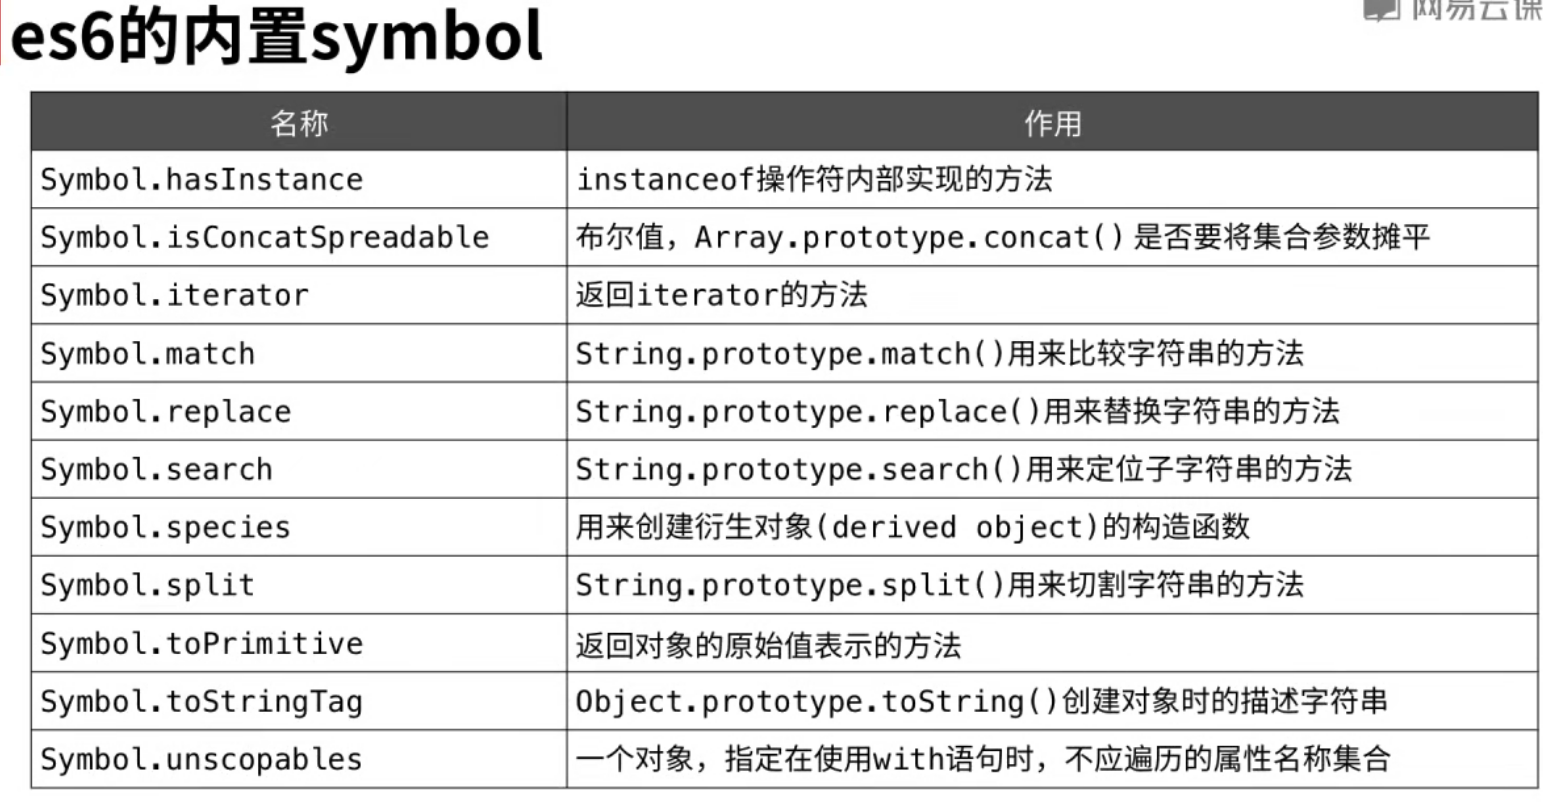 网易云课
es6的内置symbol
名称 作用
Symbol.hasInstance instanceof操作符内部实现的方法
Symbol.isConcatSpreadable 布尔值，Array.prototype.concat() 是否要将集合参数摊平
Symbol.iterator 返回iterator的方法
Symbol.match String.prototype.match()用来比较字符串的方法
Symbol.replace String.prototype.replace()用来替换字符串的方法
Symbol.search String.prototype.search()用来定位子字符串的方法
Symbol.species 用来创建衍生对象(derived object)的构造函数
Symbol.split String.prototype.split()用来切割字符串的方法
Symbol.toPrimitive 返回对象的原始值表示的方法
Symbol.toStringTag Object.prototype.toString()创建对象时的描述字符串
Symbol.unscopables 一个对象，指定在使用with语句时，不应遍历的属性名称集合